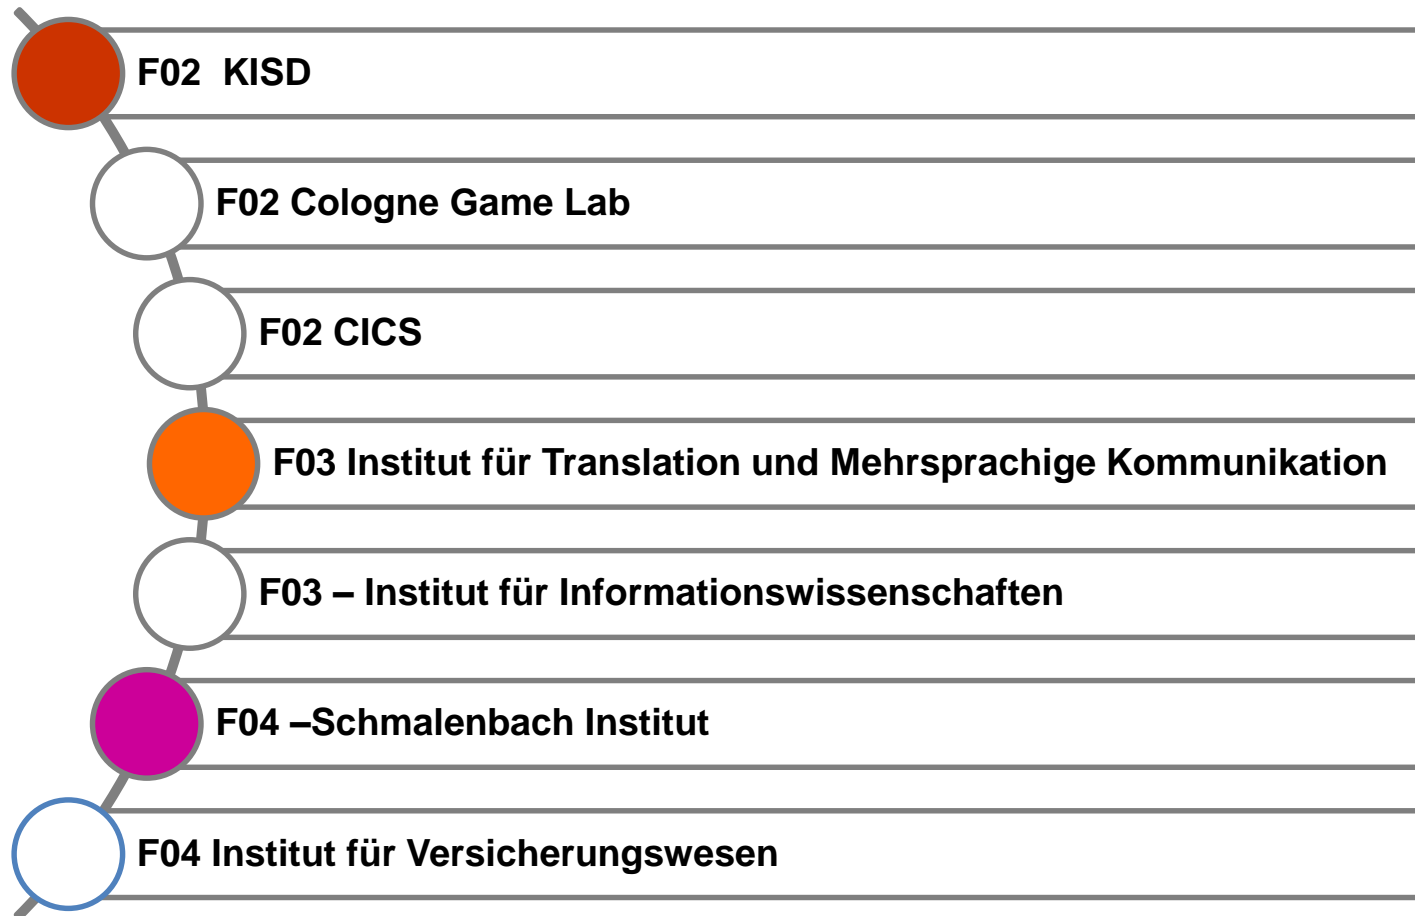 F02 KISD
F02 Cologne Game Lab
F02 CICS
F03 Institut für Translation und Mehrsprachige Kommunikation
F03 – Institut für Informationswissenschaften
F04 –Schmalenbach Institut
F04 Institut für Versicherungswesen